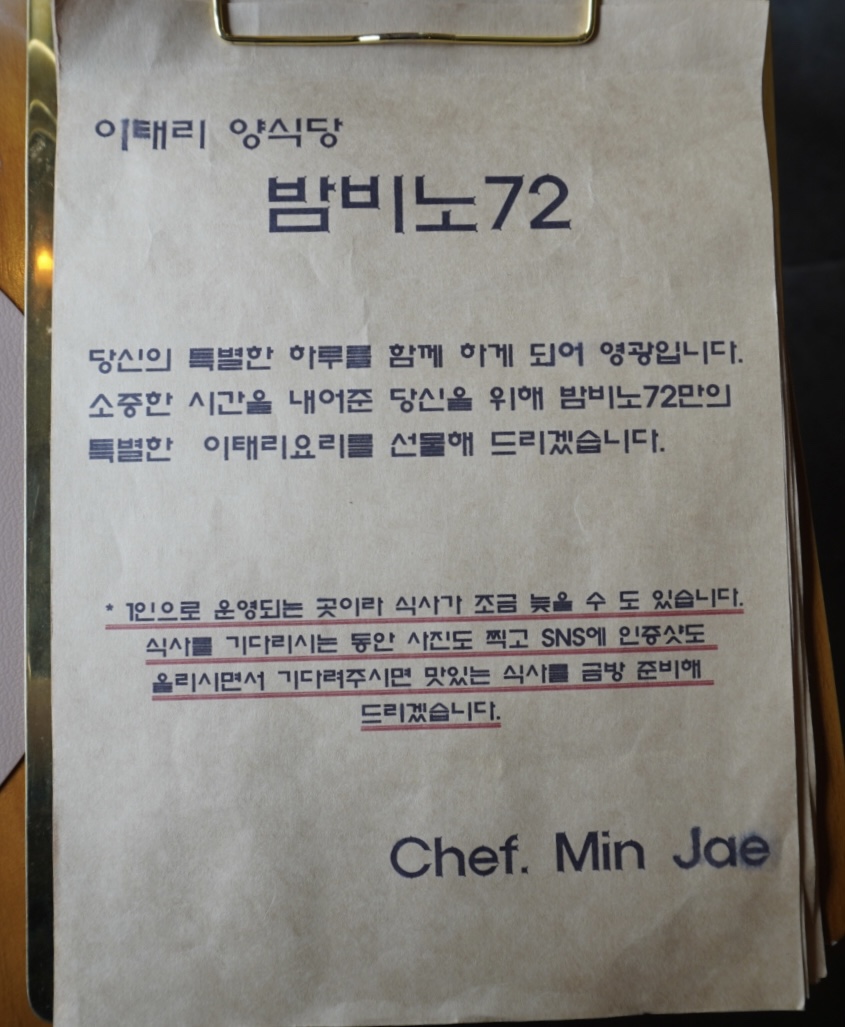 이태리 양식당
밤비노72
당신의 특별한 하루를 함께 하게 되어 영광입니다.
소중한 시간을 내어준 당신을 위해 밤비노72만의
특별한 이태리요리를 선물해 드리겠습니다.
* 1인으로 운영되는 곳이라 식사가 조금 늦을 수 도 있습니다.
식사를 기다리시는 동안 사진도 찍고 SNS에 인증샷도
올리시면서 기다려주시면 맛있는 식사를 금방 준비해
드리겠습니다.
Chef. Min Jae